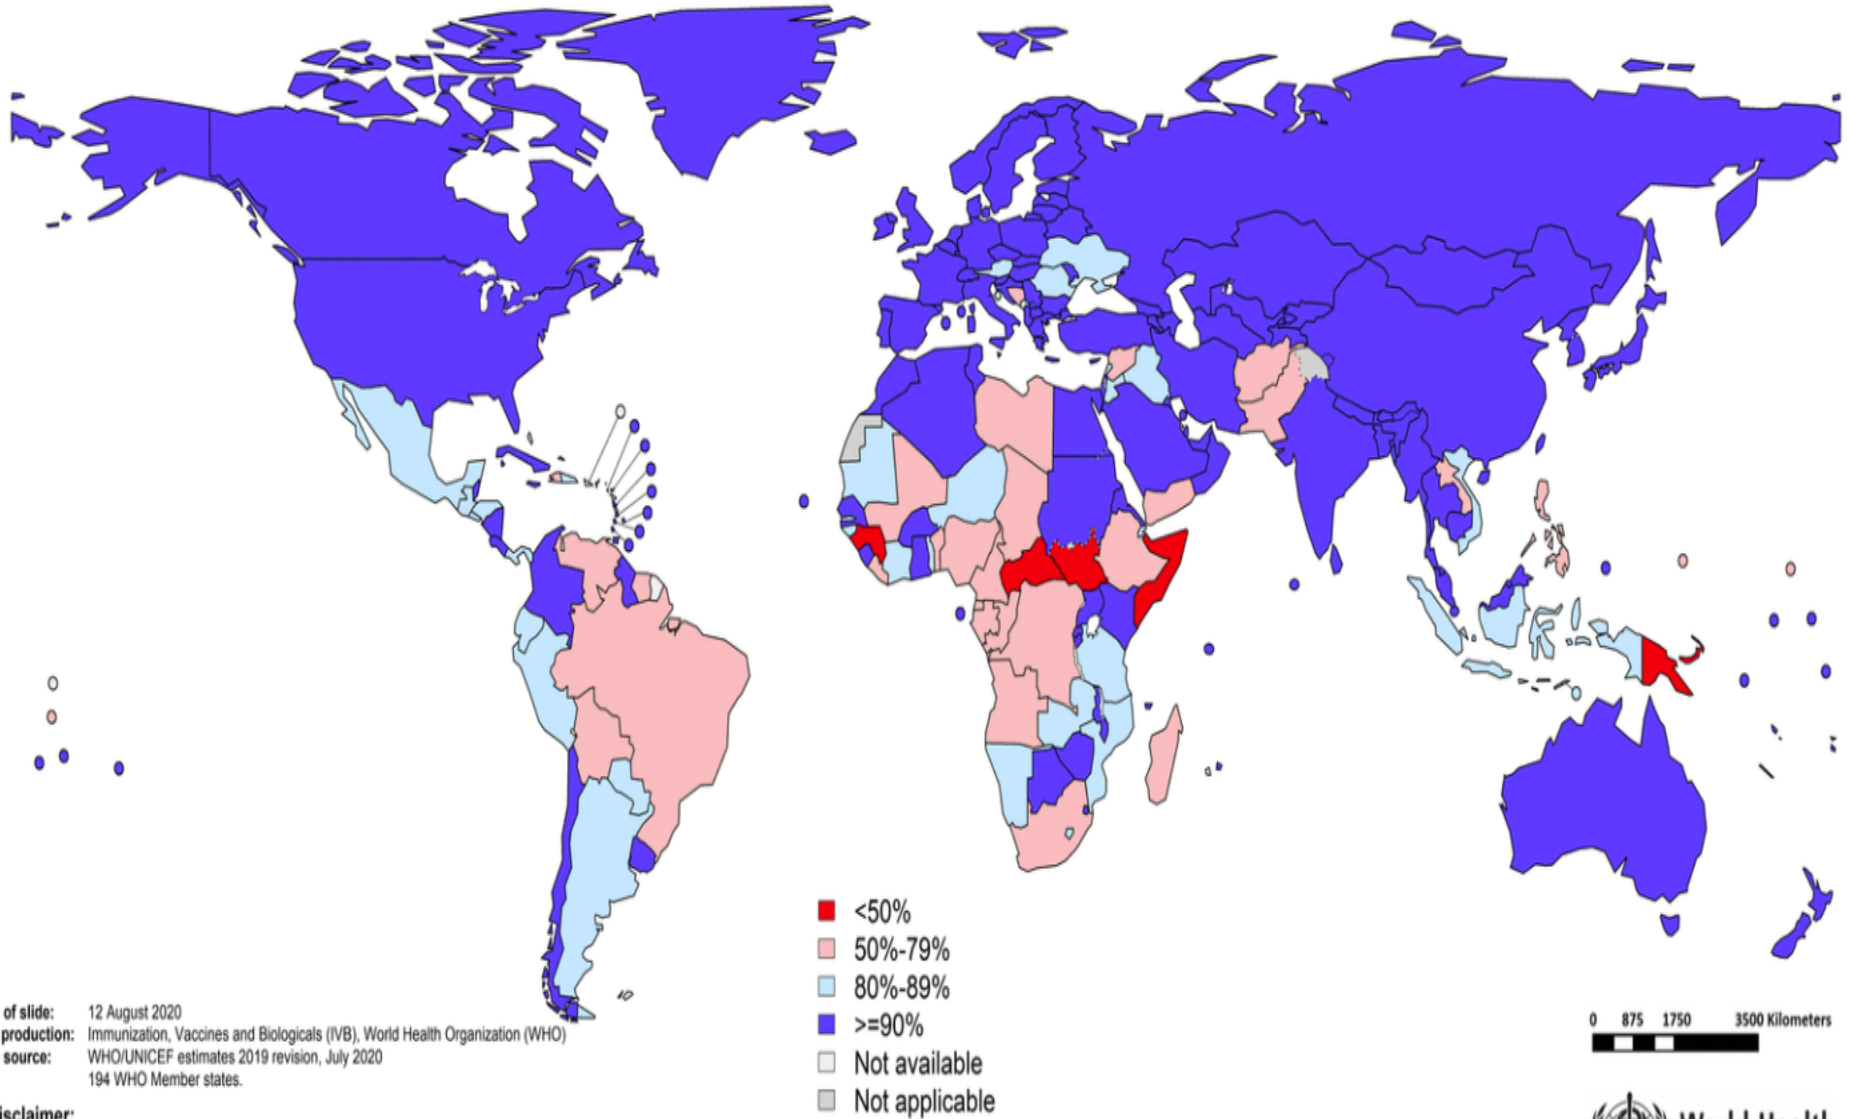 <50%
50%-79%
80%-89%
>=90%
Not available
Not applicable
of slide: 12 August 2020
production: Immunization, Vaccines and Biologicals (IVB), World Health Organization (WHO)
source: WHO/UNICEF estimates 2019 revision, July 2020
194 WHO Member states.
isclaimer:
0 875 1750 3500 Kilometers
World Health